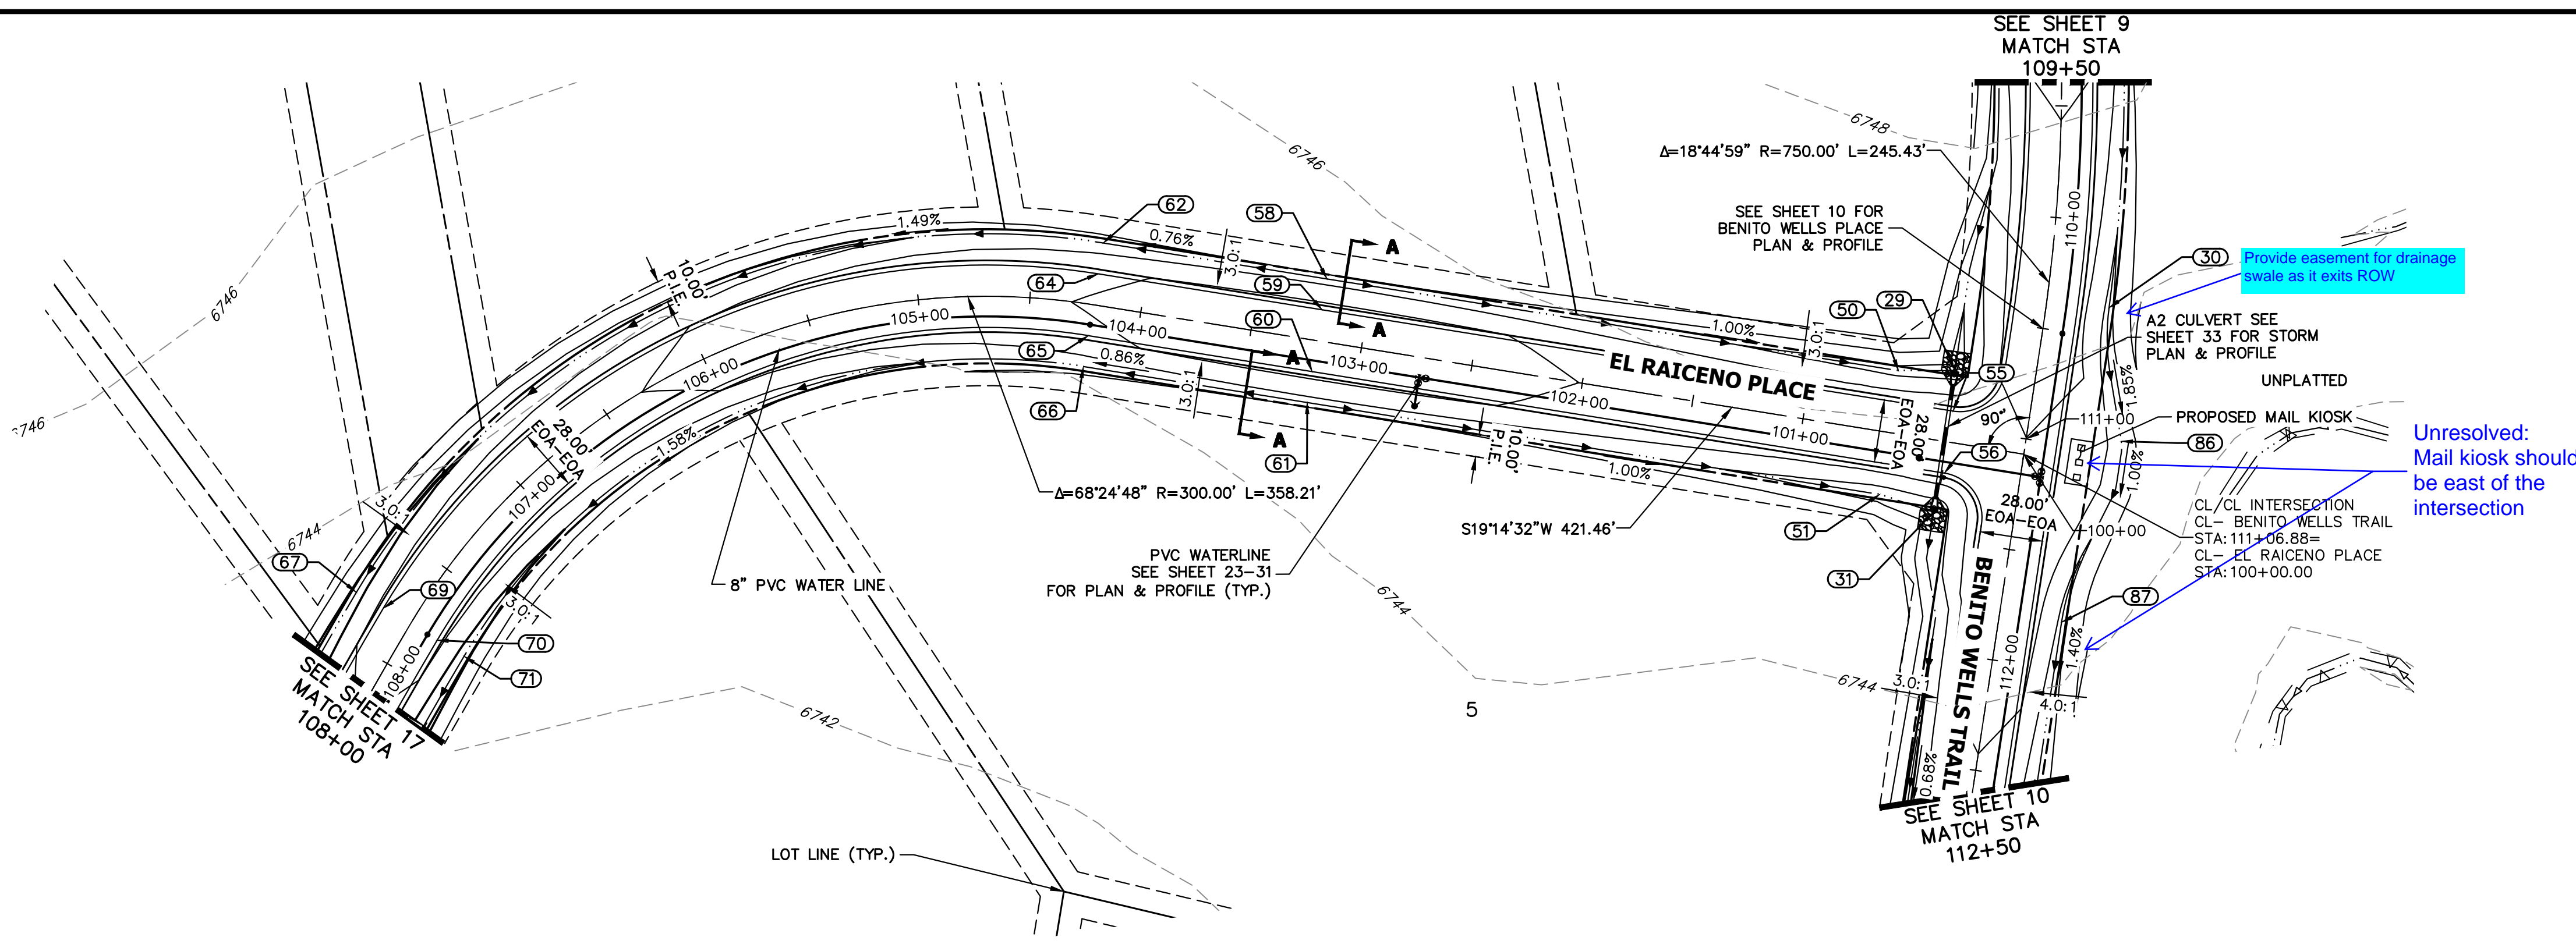 SEE SHEET 9
MATCH STA
109+50
6748
Δ=18°44'59" R=750.00' L=245.43'
6746
110+00
SEE SHEET 10 FOR
BENITO WELLS PLACE
PLAN & PROFILE
62
58
A
1.49%
0.76%
3.0:1
30
Provide easement for drainage
swale as it exits ROW
10.00'
P.I.E.
64
59
A
50
29
6746
105+00
104+00
60
1.00%
3.0:1
A2 CULVERT SEE
SHEET 33 FOR STORM
PLAN & PROFILE
65
0.86%
A
103+00
EL RAICENO PLACE
55
1.85%
UNPLATTED
106+00
3.0:1
102+00
28.00'
EOA-EOA
90°
111+00
PROPOSED MAIL KIOSK
66
6746
28.00'
EOA-EOA
1.58%
A
10.00'
P.I.E.
101+00
56
86
Unresolved:
Mail kiosk should
be east of the
intersection
61
1.00%
1.00%
107+00
Δ=68°24'48" R=300.00' L=358.21'
28.00'
EOA-EOA
CL/CL INTERSECTION
CL- BENITO WELLS TRAIL
STA:111+06.88=
CL- EL RAICENO PLACE
STA:100+00.00
3.0:1
6744
S19°14'32"W 421.46'
51
100+00
67
PVC WATERLINE
SEE SHEET 23-31
FOR PLAN & PROFILE (TYP.)
31
69
8" PVC WATER LINE
6744
BENITO WELLS TRAIL
87
3.0:1
70
1.40%
108+00
71
112+00
6744
3.0:1
4.0:1
SEE SHEET 17
MATCH STA
108+00
6742
5
0.68%
SEE SHEET 10
MATCH STA
112+50
LOT LINE (TYP.)